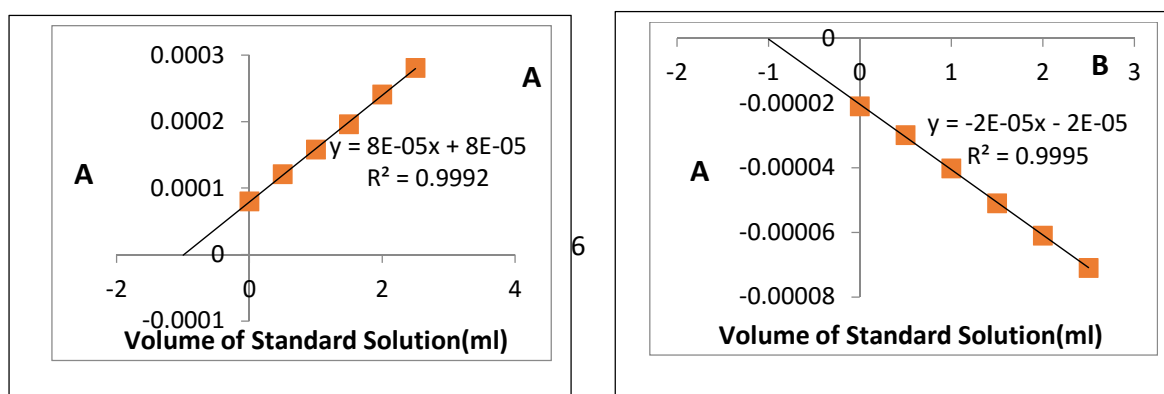 0.0003
0.0002
0.0001
0
-0.0001
-2
0
2
4
A
A
y = 8E-05x + 8E-05
R² = 0.9992
Volume of Standard Solution(ml)
6
0
-0.00002
-0.00004
-0.00006
-0.00008
-2
-1
0
1
2
3
B
A
y = -2E-05x - 2E-05
R² = 0.9995
Volume of Standard Solution(ml)